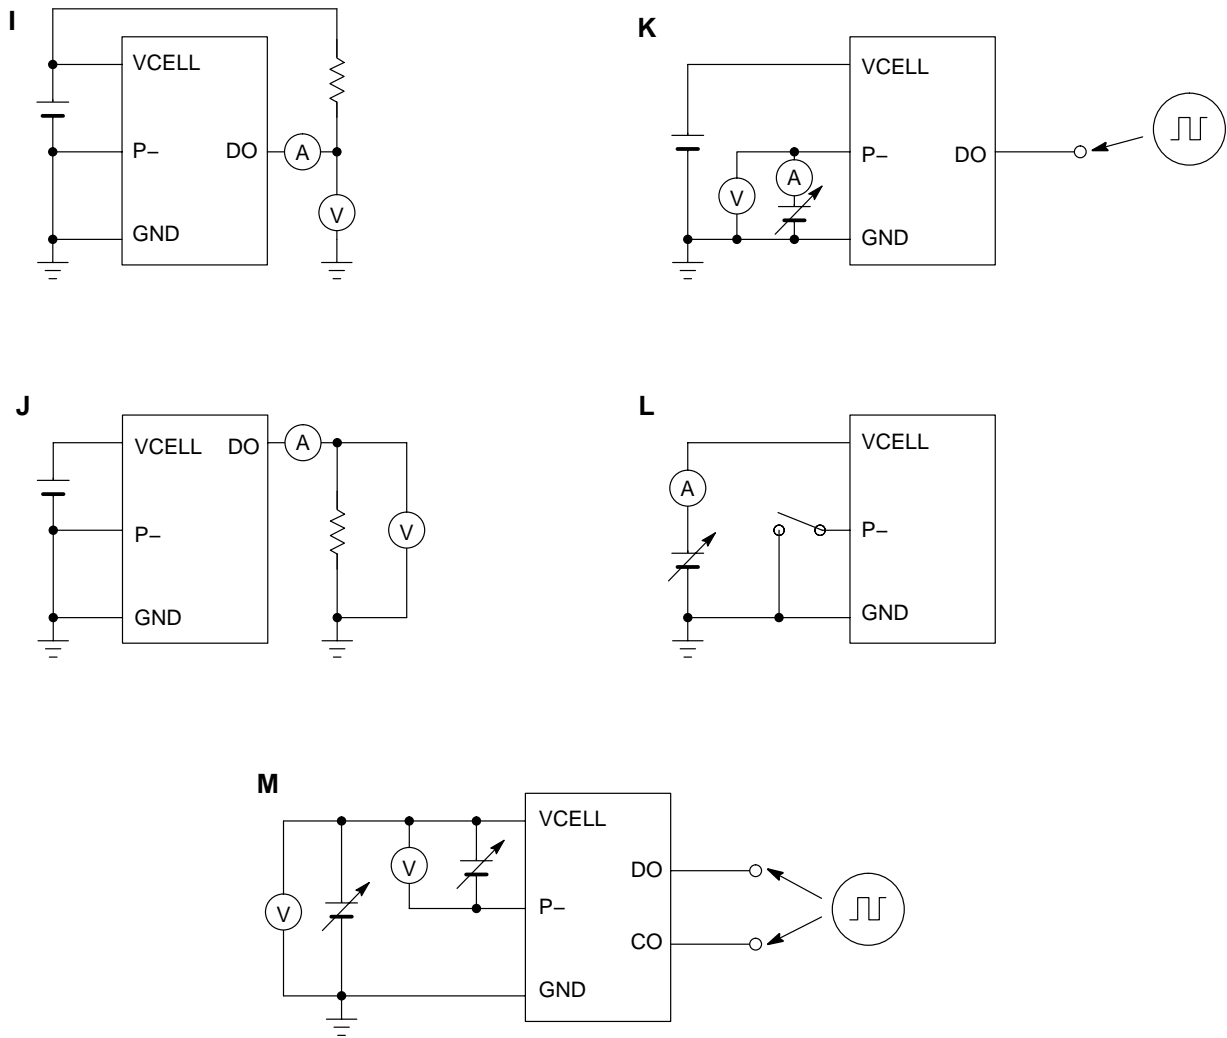 I
VCELL
P–
DO
A
V
GND
K
VCELL
P–
DO
A
V
GND
J
VCELL
DO
A
V
P–
GND
L
VCELL
A
P–
GND
M
VCELL
DO
V
V
P–
CO
GND